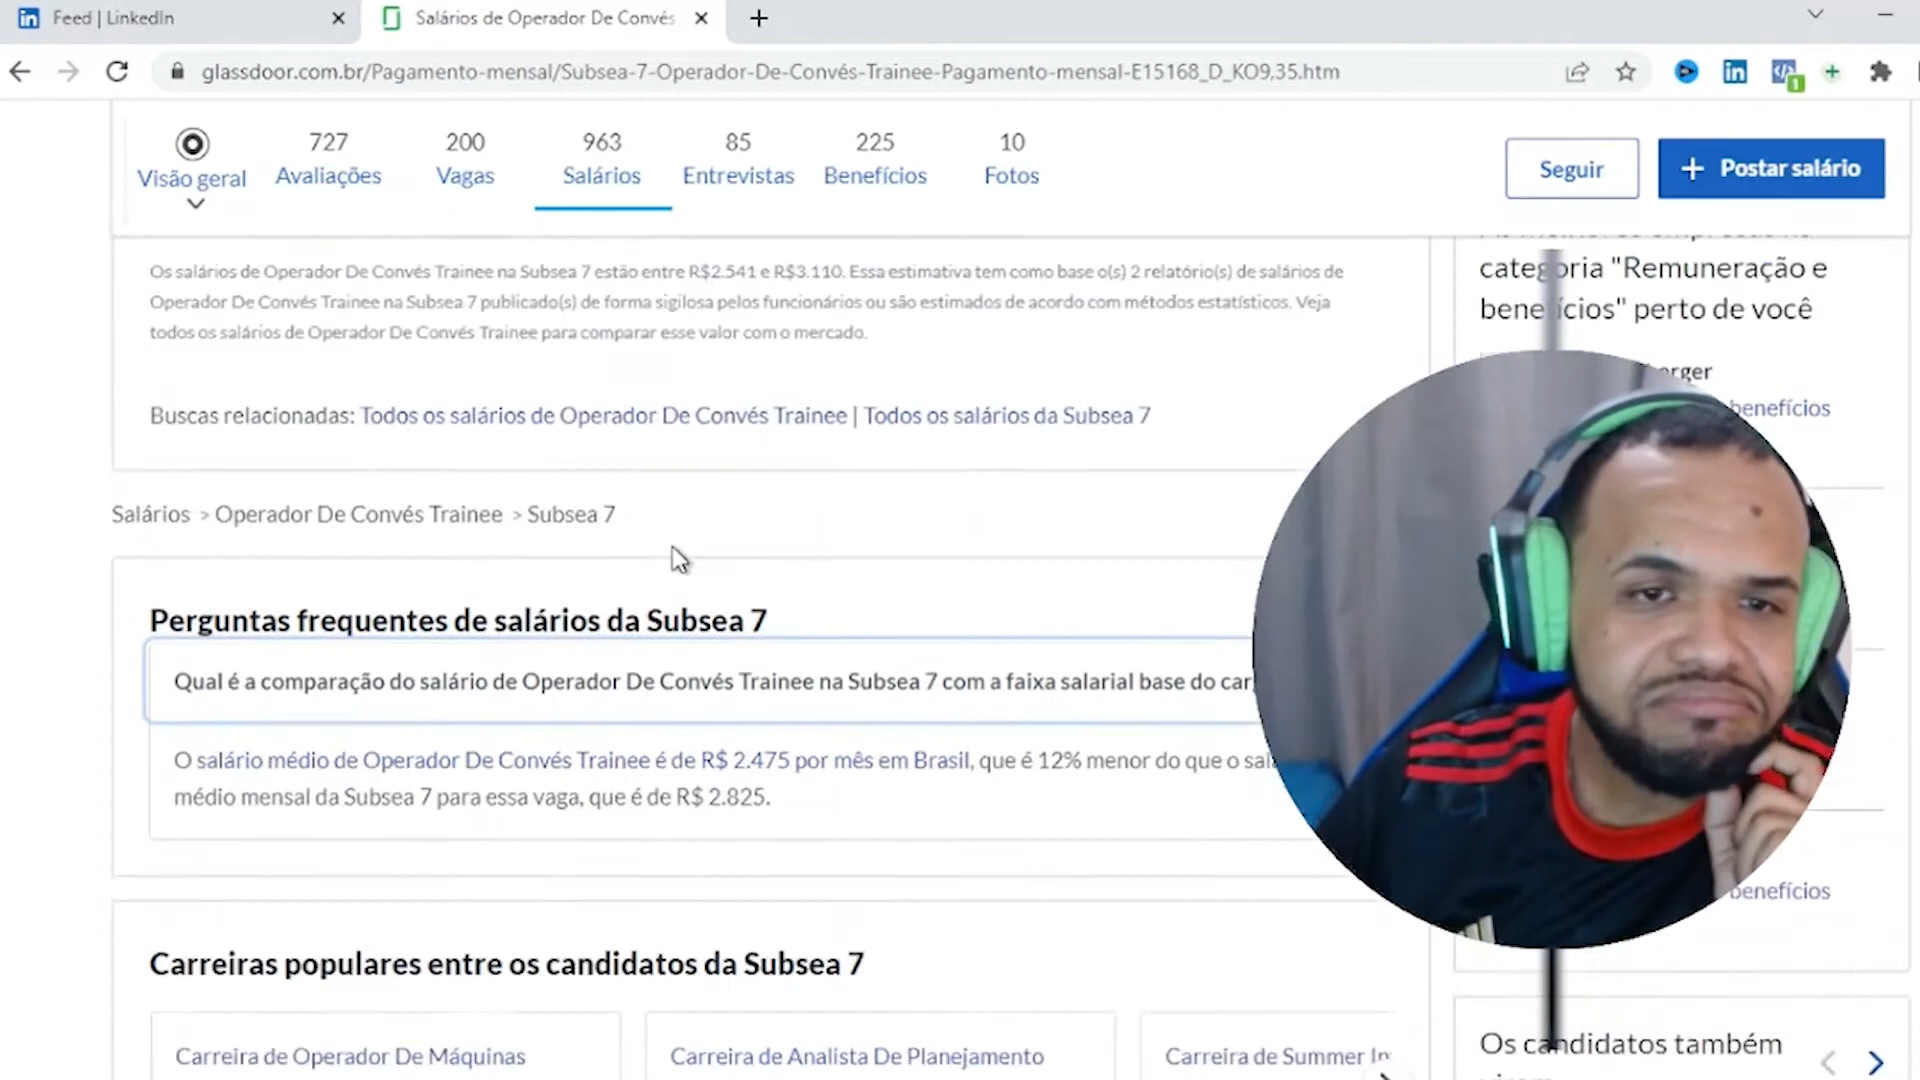 Feed | LinkedIn
Salários de Operador De Convés
glassdoor.com.br/Pagamento-mensal/Subsea-7-Operador-De-Convés-Trainee-Pagamento-mensal-E15168_D_KO9,35.htm
1
Visão geral
727
Avaliações
200
Vagas
963
Salários
85
Entrevistas
225
Benefícios
10
Fotos
Seguir
+ Postar salário
Os salários de Operador De Convés Trainee na Subsea 7 estão entre R$2.541 e R$3.110. Essa estimativa tem como base o(s) 2 relatório(s) de salários de
Operador De Convés Trainee na Subsea 7 publicado(s) de forma sigilosa pelos funcionários ou são estimados de acordo com métodos estatísticos. Veja
todos os salários de Operador De Convés Trainee para comparar esse valor com o mercado.
Buscas relacionadas: Todos os salários de Operador De Convés Trainee | Todos os salários da Subsea 7
Salários > Operador De Convés Trainee > Subsea 7
Perguntas frequentes de salários da Subsea 7
Qual é a comparação do salário de Operador De Convés Trainee na Subsea 7 com a faixa salarial base do car
O salário médio de Operador De Convés Trainee é de R$ 2.475 por mês em Brasil, que é 12% menor do que o sal
médio mensal da Subsea 7 para essa vaga, que é de R$ 2.825.
Carreiras populares entre os candidatos da Subsea 7
Carreira de Operador De Máquinas
Carreira de Analista De Planejamento
Carreira de Summer In
categoria "Remuneração e
benefícios" perto de você
erger
benefícios
benefícios
Os candidatos também